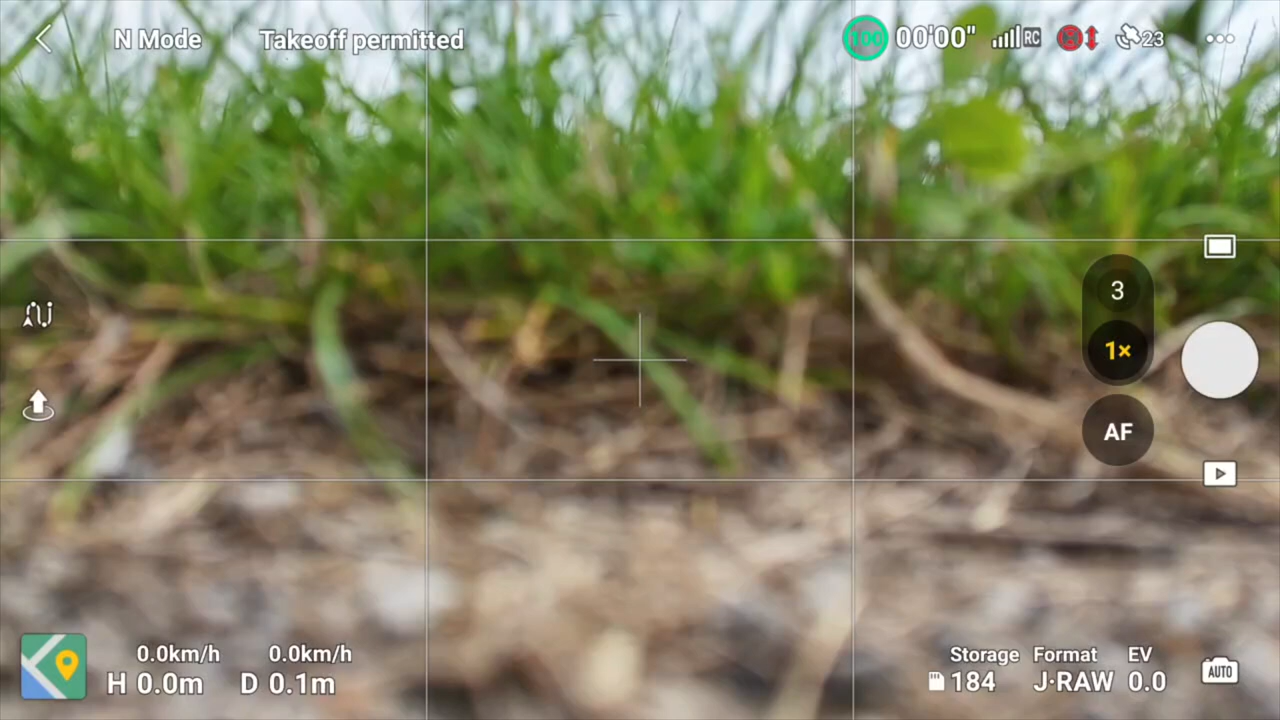 N Mode
Takeoff permitted
100
00'00"
RC
23
3
1×
AF
0.0km/h 0.0km/h
H 0.0m D 0.1m
Storage Format EV
184 J·RAW 0.0
AUTO